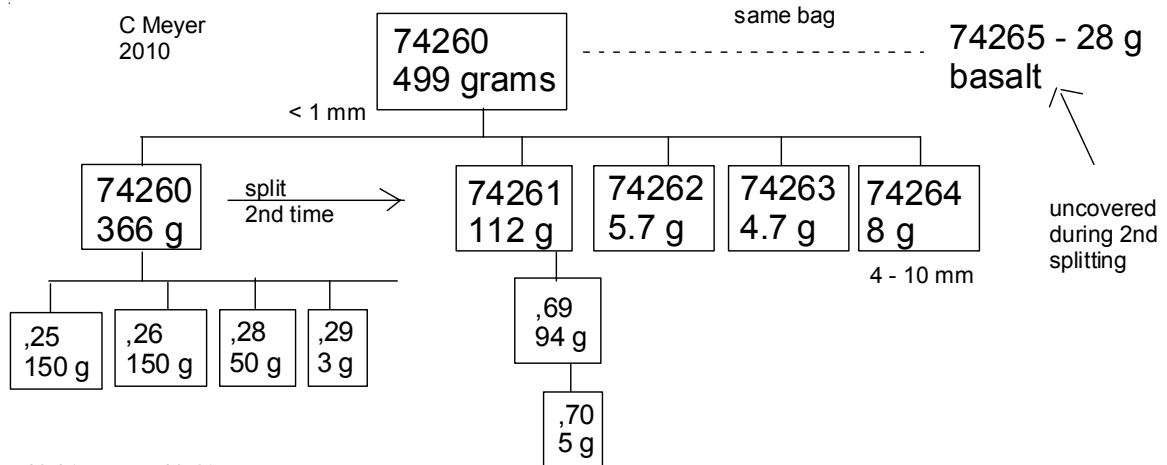 C Meyer
2010
74260
499 grams
same bag
74265 - 28 g
basalt
< 1 mm
74260
366 g
split
2nd time
74261
112 g
74262
5.7 g
74263
4.7 g
74264
8 g
4 - 10 mm
uncovered
during 2nd
splitting
,25
150 g
,26
150 g
,28
50 g
,29
3 g
,69
94 g
,70
5 g